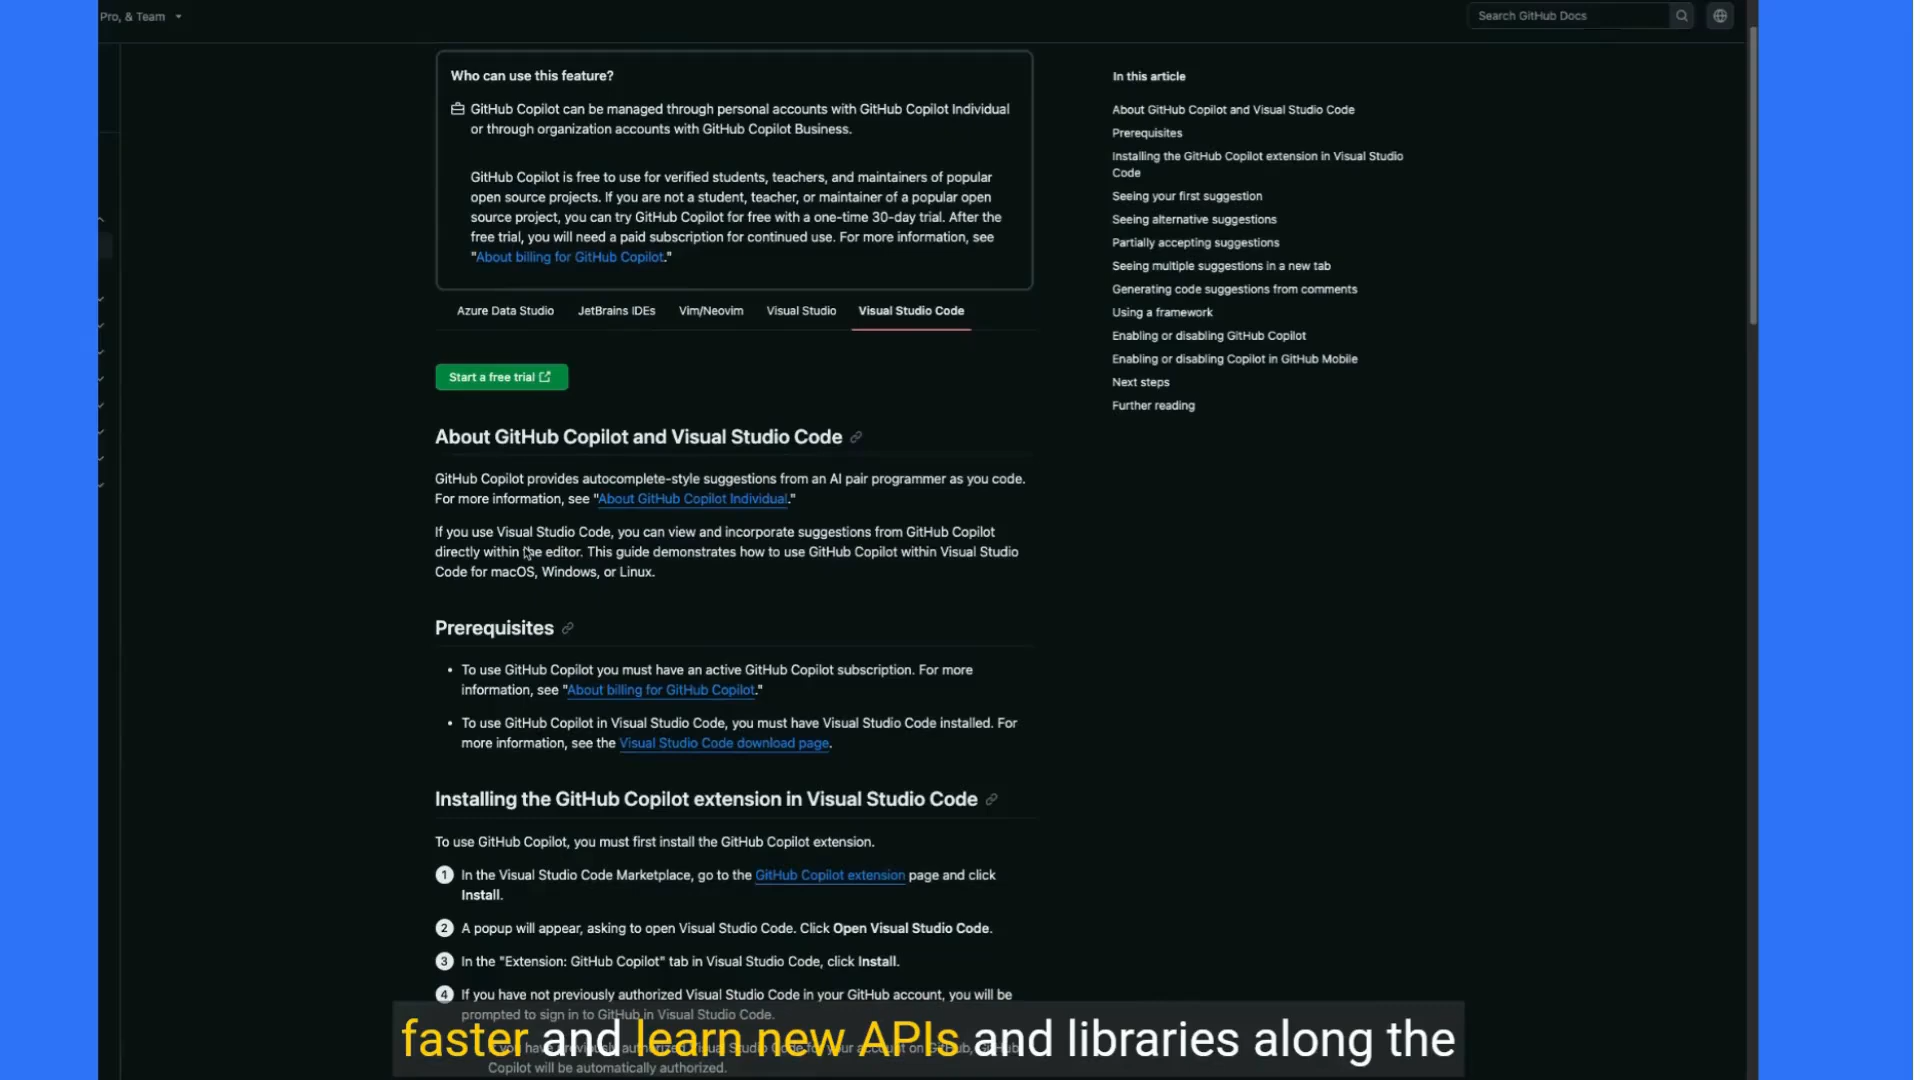 Pro, & Team
Search GitHub Docs
Who can use this feature?
GitHub Copilot can be managed through personal accounts with GitHub Copilot Individual
or through organization accounts with GitHub Copilot Business.
GitHub Copilot is free to use for verified students, teachers, and maintainers of popular
open source projects. If you are not a student, teacher, or maintainer of a popular open
source project, you can try GitHub Copilot for free with a one-time 30-day trial. After the
free trial, you will need a paid subscription for continued use. For more information, see
"About billing for GitHub Copilot."
Azure Data Studio JetBrains IDEs Vim/Neovim Visual Studio Visual Studio Code
Start a free trial
About GitHub Copilot and Visual Studio Code
GitHub Copilot provides autocomplete-style suggestions from an AI pair programmer as you code.
For more information, see "About GitHub Copilot Individual."
If you use Visual Studio Code, you can view and incorporate suggestions from GitHub Copilot
directly within the editor. This guide demonstrates how to use GitHub Copilot within Visual Studio
Code for macOS, Windows, or Linux.
Prerequisites
• To use GitHub Copilot you must have an active GitHub Copilot subscription. For more
information, see "About billing for GitHub Copilot."
• To use GitHub Copilot in Visual Studio Code, you must have Visual Studio Code installed. For
more information, see the Visual Studio Code download page.
Installing the GitHub Copilot extension in Visual Studio Code
To use GitHub Copilot, you must first install the GitHub Copilot extension.
1 In the Visual Studio Code Marketplace, go to the GitHub Copilot extension page and click
Install.
2 A popup will appear, asking to open Visual Studio Code. Click Open Visual Studio Code.
3 In the "Extension: GitHub Copilot" tab in Visual Studio Code, click Install.
4 If you have not previously authorized Visual Studio Code in your GitHub account, you will be
prompted to sign in to GitHub in Visual Studio Code.
Copilot will be automatically authorized.
In this article
About GitHub Copilot and Visual Studio Code
Prerequisites
Installing the GitHub Copilot extension in Visual Studio
Code
Seeing your first suggestion
Seeing alternative suggestions
Partially accepting suggestions
Seeing multiple suggestions in a new tab
Generating code suggestions from comments
Using a framework
Enabling or disabling GitHub Copilot
Enabling or disabling Copilot in GitHub Mobile
Next steps
Further reading
faster and learn new APIs and libraries along the